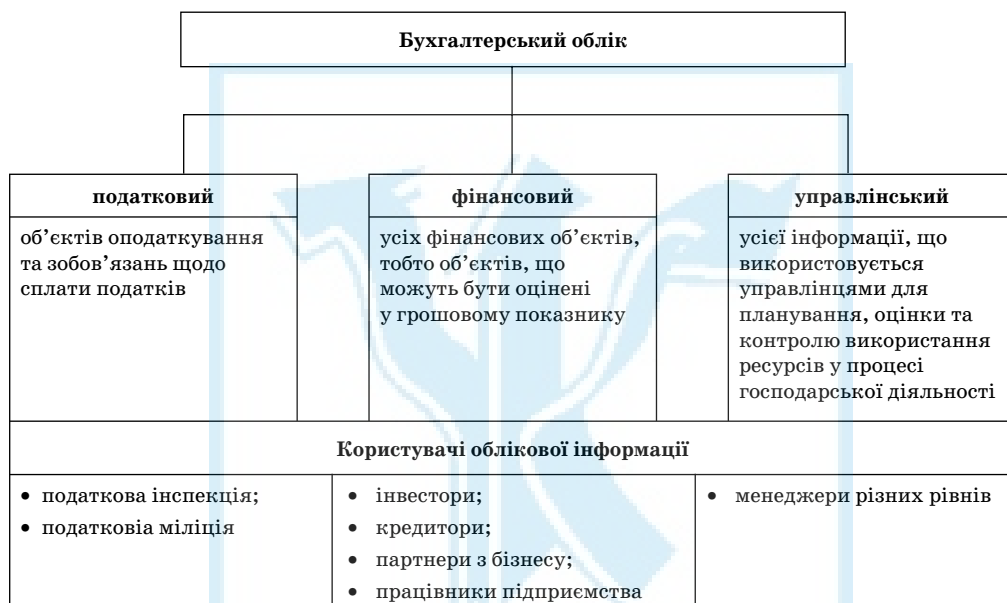 Бухгалтерський облік
податковий
об’єктів оподаткування
та зобов’язань щодо
сплати податків
фінансовий
усіх фінансових об’єктів,
тобто об’єктів, що
можуть бути оцінені
у грошовому показнику
управлінський
усієї інформації, що
використовується
управлінцями для
планування, оцінки та
контролю використання
ресурсів у процесі
господарської діяльності
Користувачі облікової інформації
• податкова інспекція;
• податковіа міліція
• інвестори;
• кредитори;
• партнери з бізнесу;
• працівники підприємства
• менеджери різних рівнів